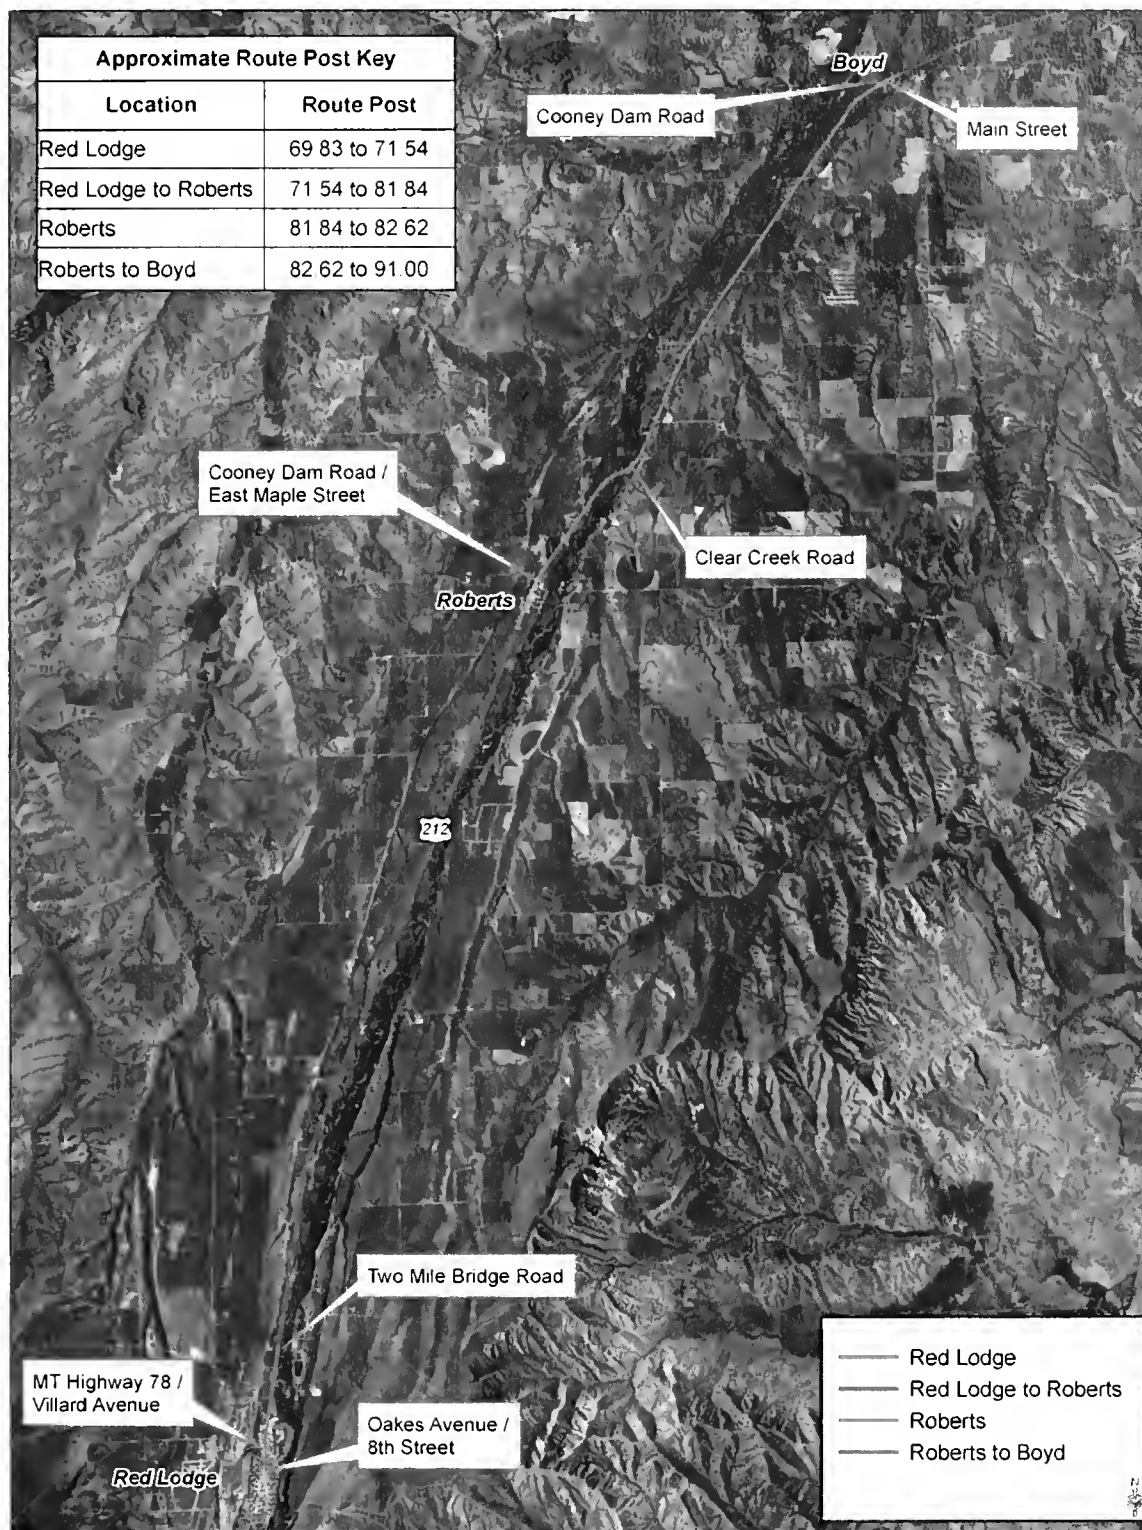 Approximate Route Post Key
Location Route Post
Red Lodge 69 83 to 71 54
Red Lodge to Roberts 71 54 to 81 84
Roberts 81 84 to 82 62
Roberts to Boyd 82.62 to 91.00
Boyd
Cooney Dam Road
Main Street
Cooney Dam Road /
East Maple Street
Clear Creek Road
Roberts
212
Two Mile Bridge Road
MT Highway 78 /
Villard Avenue
Oakes Avenue /
8th Street
Red Lodge
Red Lodge
Red Lodge to Roberts
Roberts
Roberts to Boyd